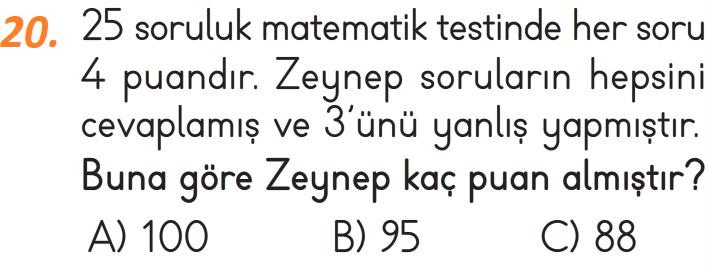 20. 25 soruluk matematik testinde her soru
4 puandır. Zeynep soruların hepsini
cevaplamış ve 3'ünü yanlış yapmıştır.
Buna göre Zeynep kaç puan almıştır?
A) 100 B) 95 C) 88